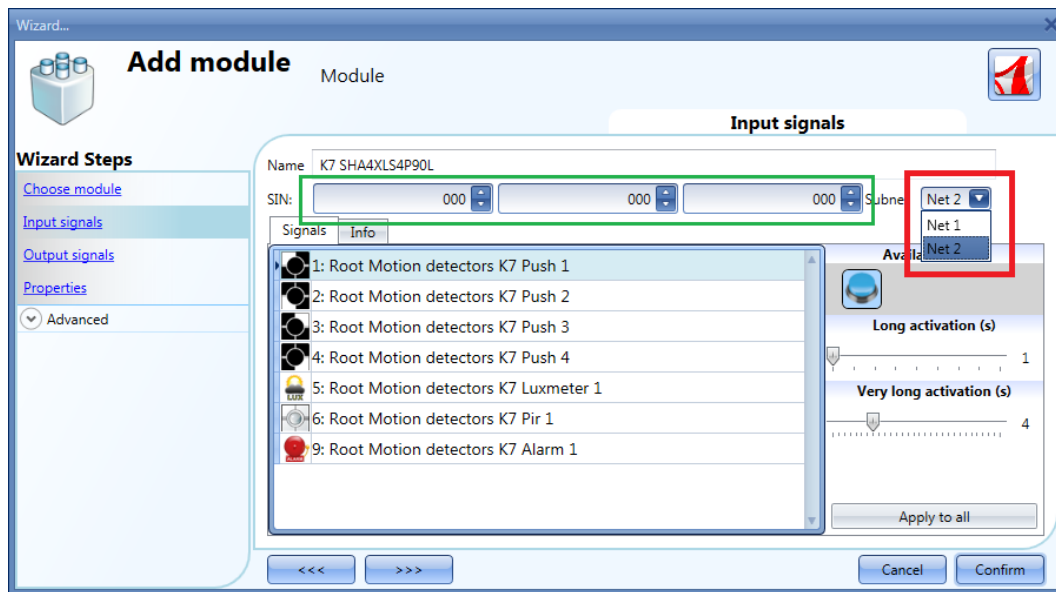 Wizard...
Add module
Module
Input signals
Wizard Steps
Choose module
Input signals
Output signals
Properties
Advanced
Name K7 SHA4XLS4P90L
SIN: 000 000 000 Subne Net 2
Net 1
Net 2
Signals Info
1: Root Motion detectors K7 Push 1
2: Root Motion detectors K7 Push 2
3: Root Motion detectors K7 Push 3
4: Root Motion detectors K7 Push 4
LUX 5: Root Motion detectors K7 Luxmeter 1
6: Root Motion detectors K7 Pir 1
ALARM 9: Root Motion detectors K7 Alarm 1
Availa
Long activation (s)
1
Very long activation (s)
4
Apply to all
<<< >>> Cancel Confirm